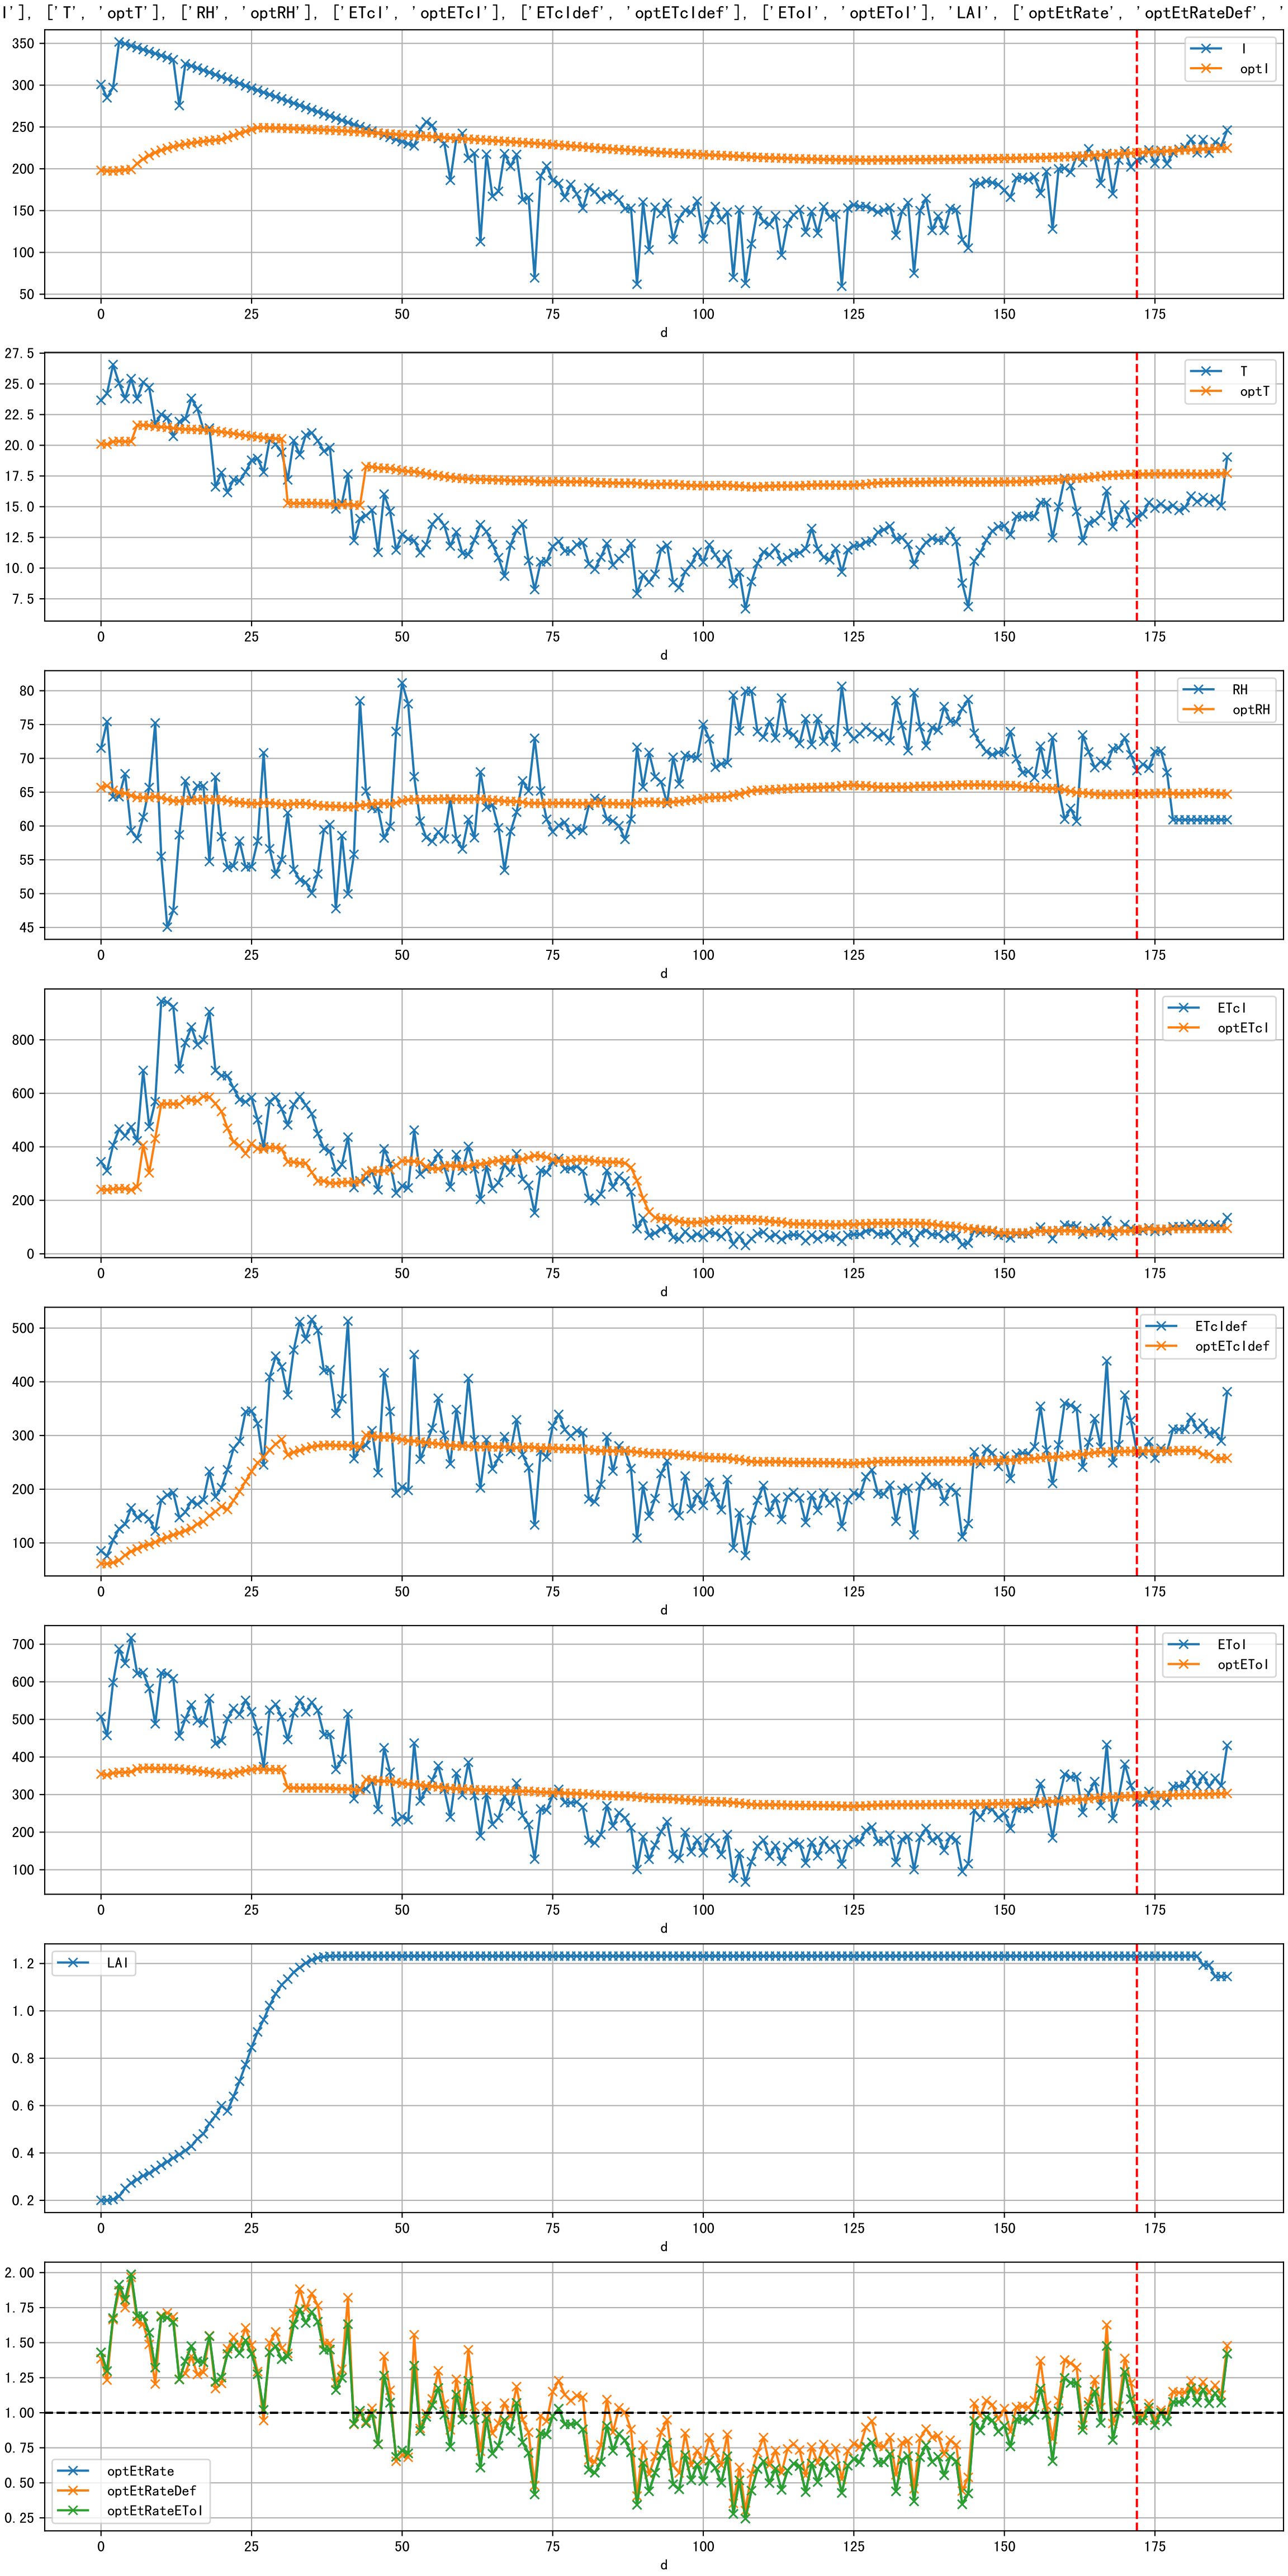 I'], ['T', 'optT'], ['RH', 'optRH'], ['ETcI', 'optETcI'], ['ETcIdef', 'optETcIdef'], ['EToI', 'optEToI'], 'LAI', ['optEtRate', 'optEtRateDef', '
I
optI
350
300
250
200
150
100
50
0 25 50 75 100 125 150 175
d
T
optT
27.5
25.0
22.5
20.0
17.5
15.0
12.5
10.0
7.5
0 25 50 75 100 125 150 175
d
RH
optRH
80
75
70
65
60
55
50
45
0 25 50 75 100 125 150 175
d
ETcI
optETcI
800
600
400
200
0
0 25 50 75 100 125 150 175
d
ETcIdef
optETcIdef
500
400
300
200
100
0 25 50 75 100 125 150 175
d
EToI
optEToI
700
600
500
400
300
200
100
0 25 50 75 100 125 150 175
d
LAI
1.2
1.0
0.8
0.6
0.4
0.2
0 25 50 75 100 125 150 175
d
2.00
1.75
1.50
1.25
1.00
0.75
0.50
0.25
optEtRate
optEtRateDef
optEtRateEToI
0 25 50 75 100 125 150 175
d